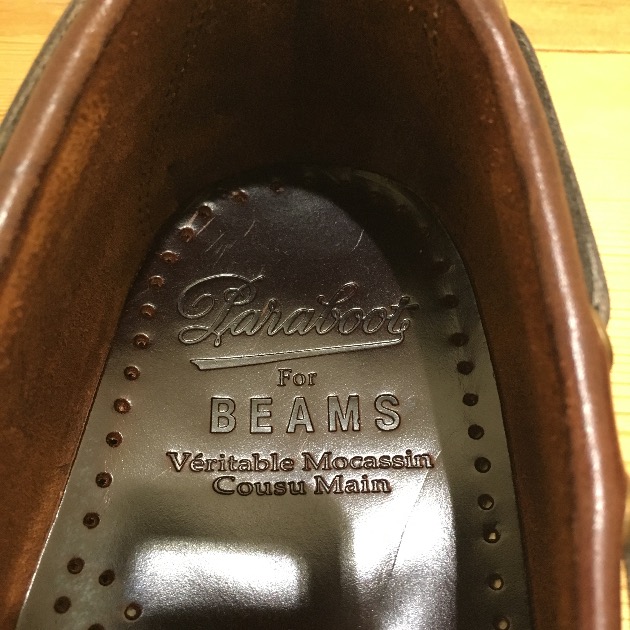 Paraboot
For
BEAMS
Véritable Mocassin
Cousu Main